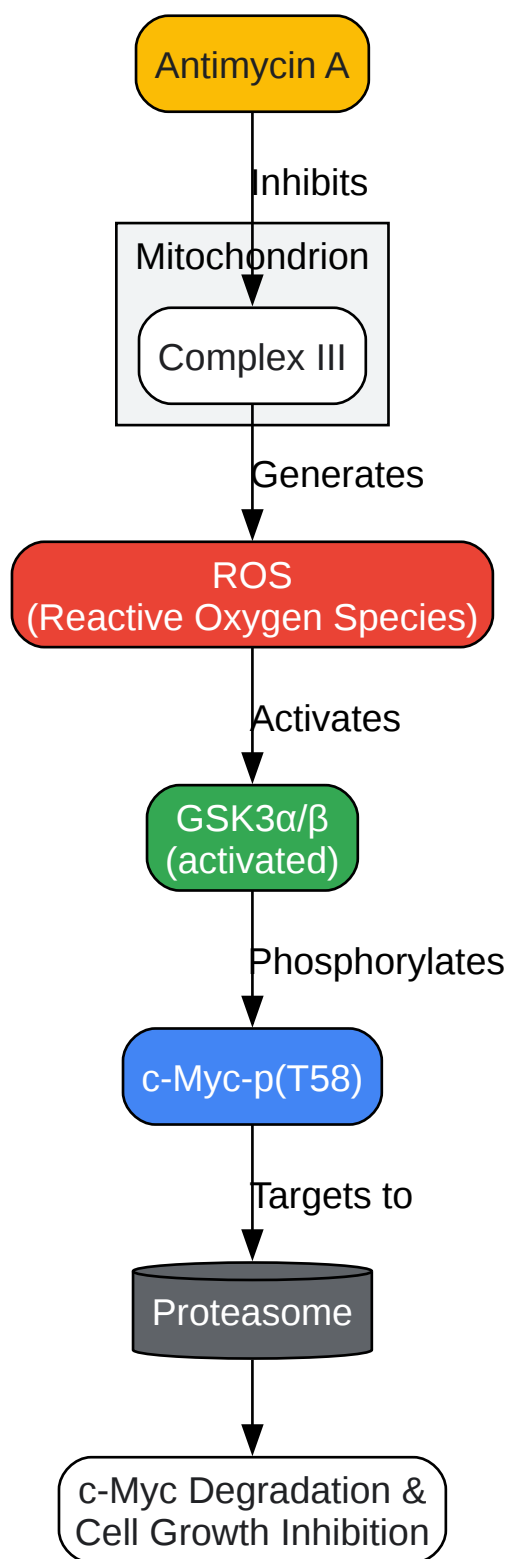 Antimycin A
Inhibits
Mitochondrion
Complex III
Generates
ROS
(Reactive Oxygen Species)
Activates
GSK3α/β
(activated)
Phosphorylates
c-Myc-p(T58)
Targets to
Proteasome
c-Myc Degradation &
Cell Growth Inhibition